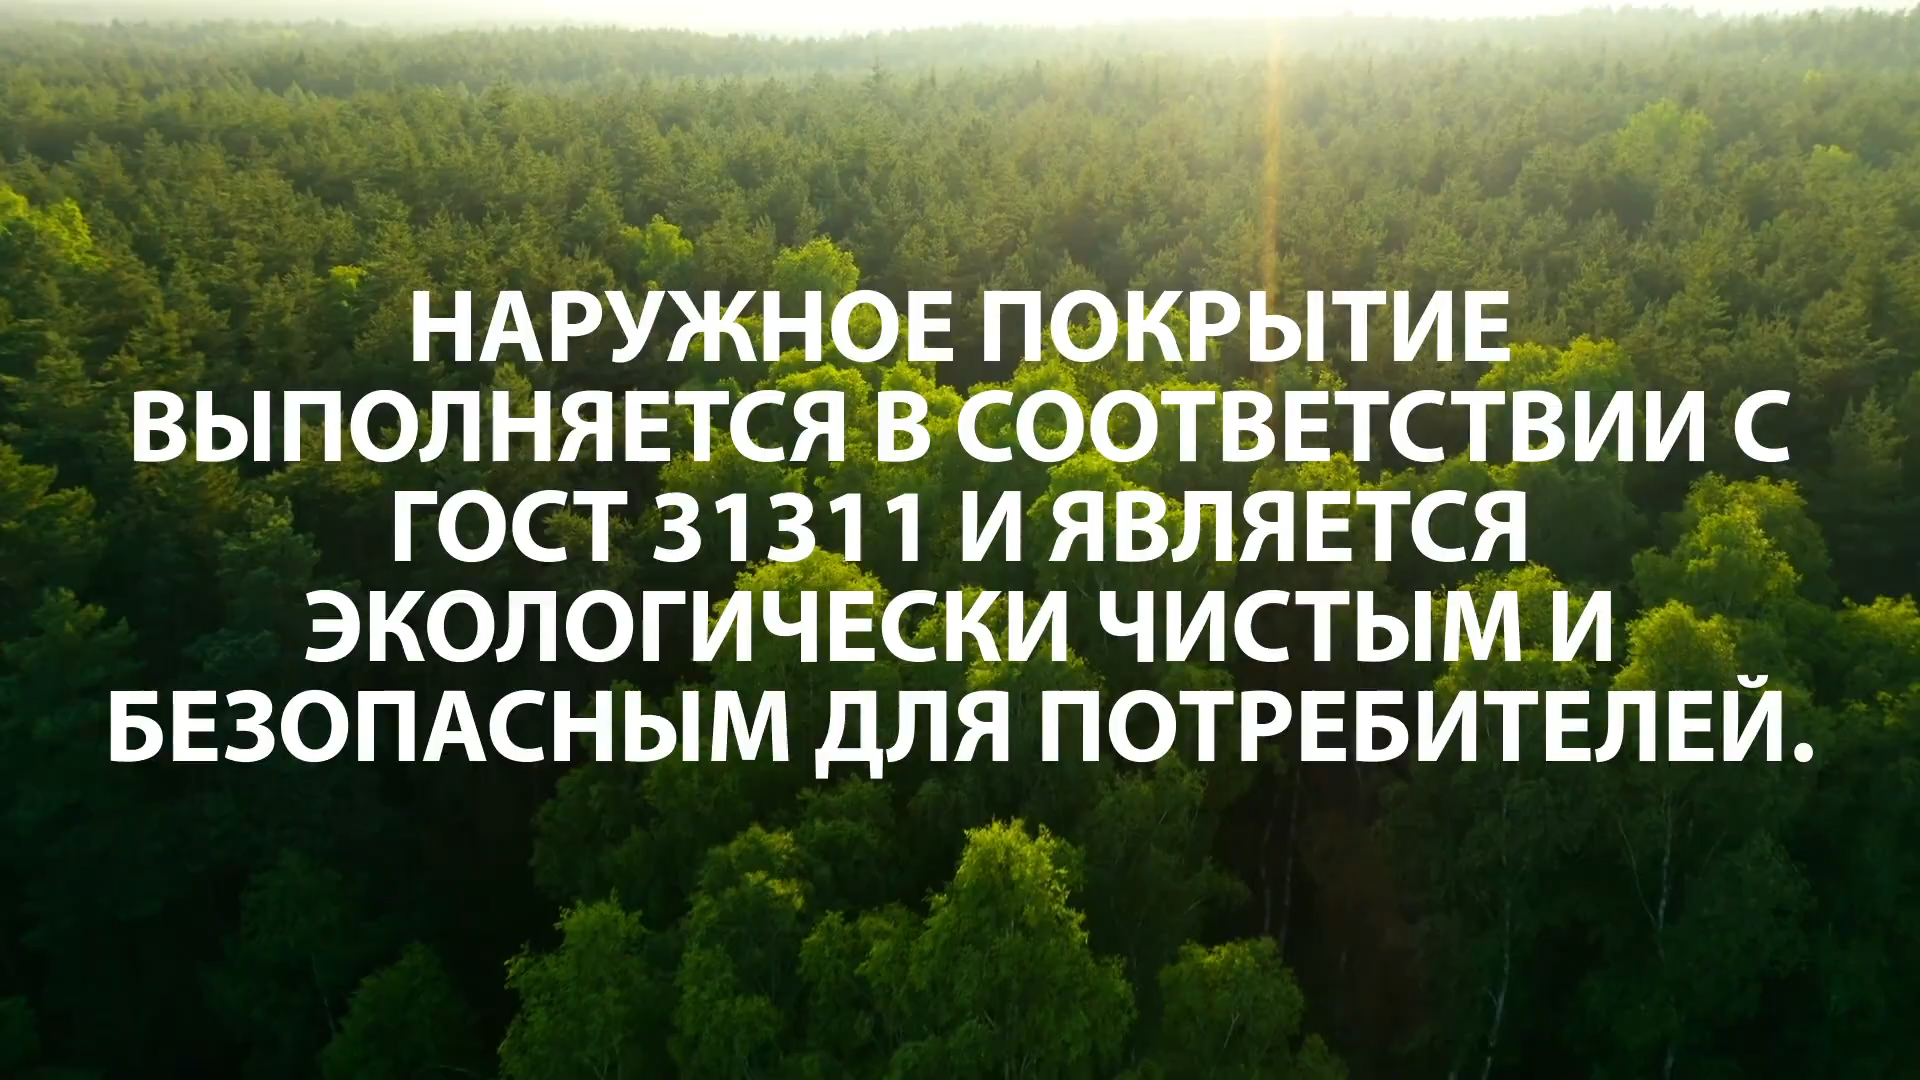 НАРУЖНОЕ ПОКРЫТИЕ
ВЫПОЛНЯЕТСЯ В СООТВЕТСТВИИ С
ГОСТ 31311 И ЯВЛЯЕТСЯ
ЭКОЛОГИЧЕСКИ ЧИСТЫМ И
БЕЗОПАСНЫМ ДЛЯ ПОТРЕБИТЕЛЕЙ.